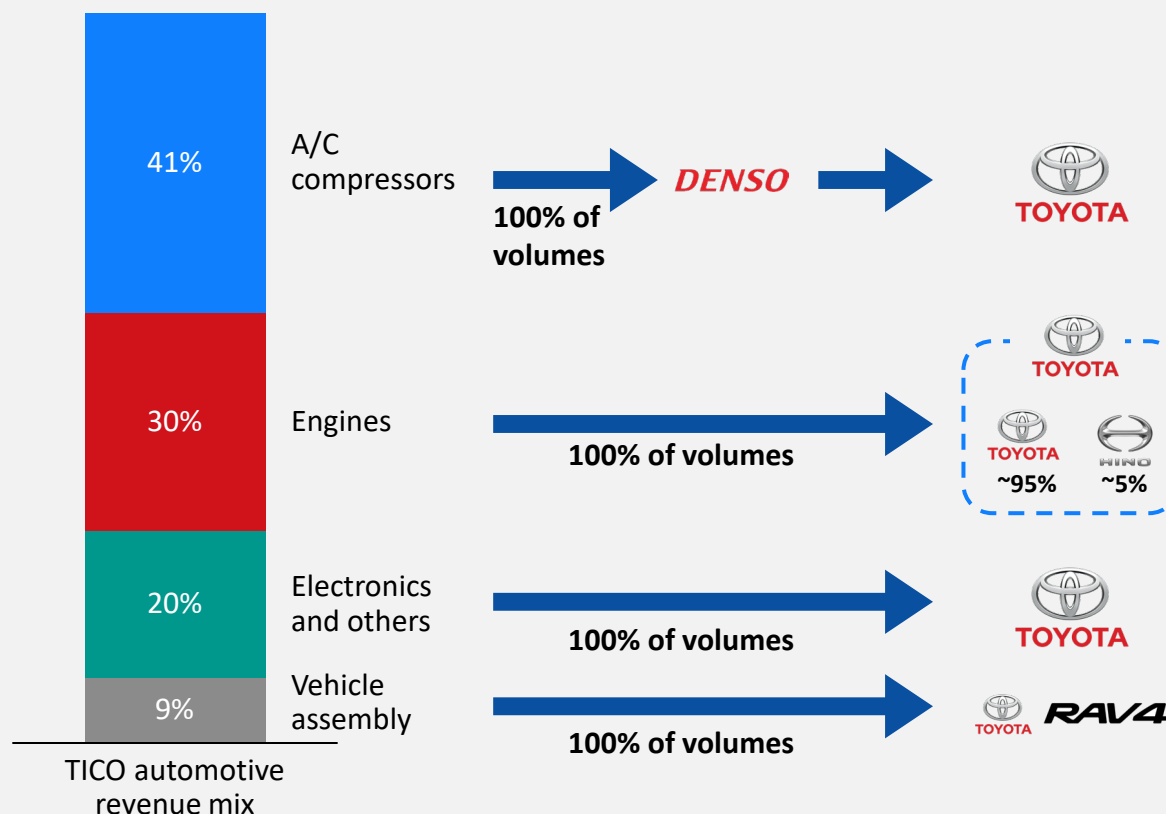 41%
A/C
compressors
100% of
volumes
DENSO
TOYOTA
30%
Engines
100% of volumes
TOYOTA
TOYOTA
~95%
HINO
~5%
20%
Electronics
and others
100% of volumes
TOYOTA
9%
Vehicle
assembly
100% of volumes
TOYOTA
RAV4
TICO automotive
revenue mix